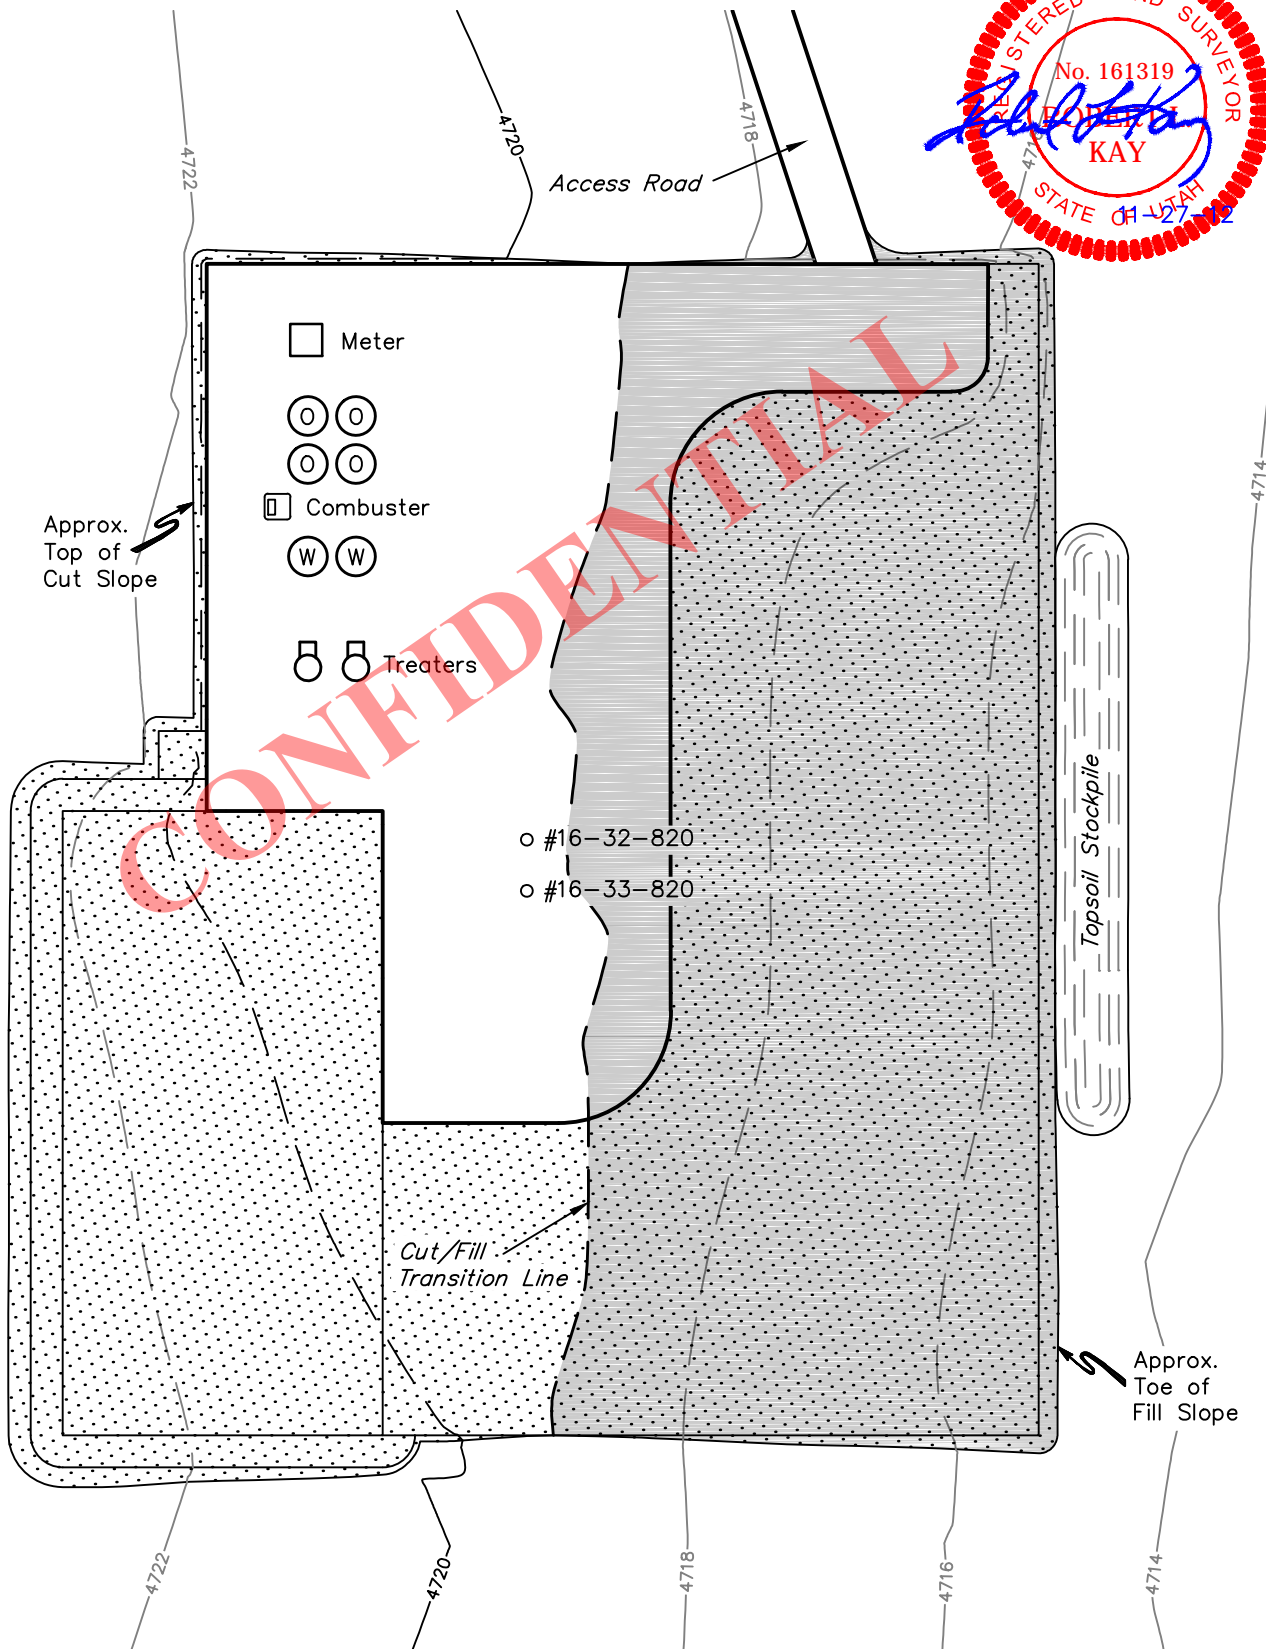 REGISTERED LAND SURVEYOR
No. 161319
ROBERT L.
KAY
STATE OF UTAH
11-27-12
4722
4720
4718
4716
Access Road
Meter
O O
O O
Combuster
W W
Treaters
Approx.
Top of
Cut Slope
4714
CONFIDENTIAL
#16-32-820
#16-33-820
Topsoil Stockpile
Cut/Fill
Transition Line
Approx.
Toe of
Fill Slope
4722
4720
4718
4716
4714